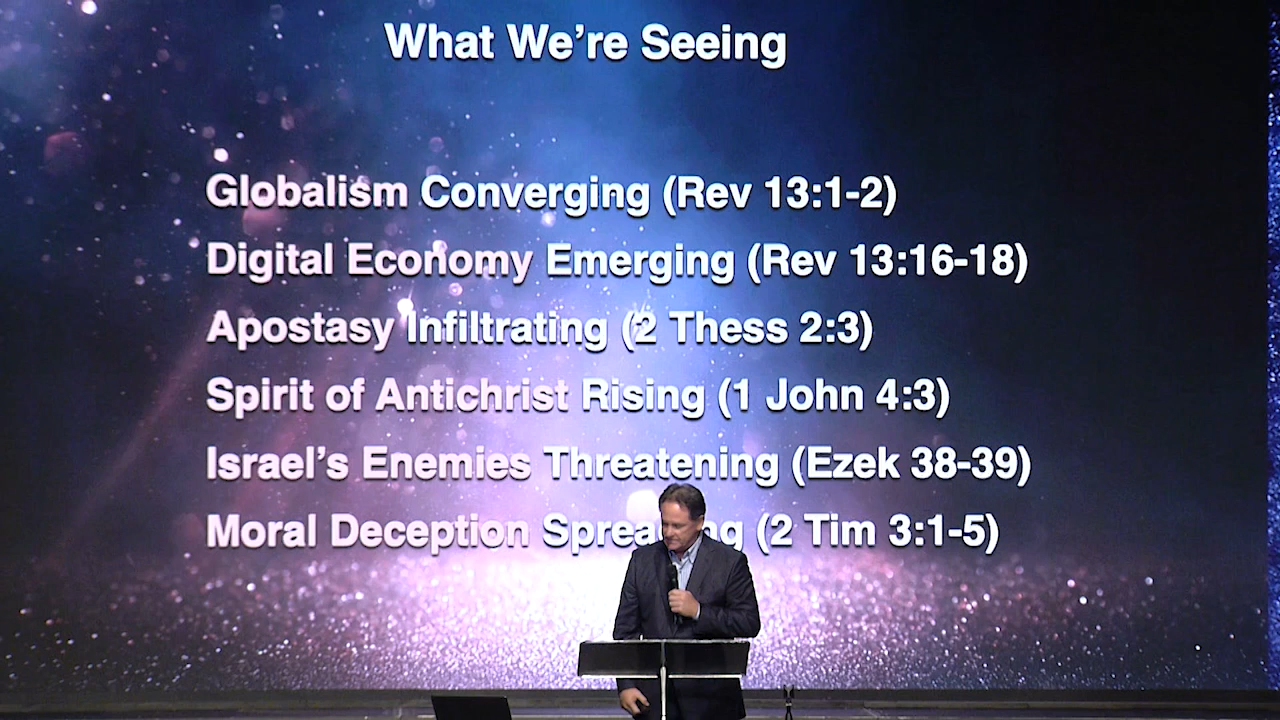 What We’re Seeing
Globalism Converging (Rev 13:1-2)
Digital Economy Emerging (Rev 13:16-18)
Apostasy Infiltrating (2 Thess 2:3)
Spirit of Antichrist Rising (1 John 4:3)
Israel’s Enemies Threatening (Ezek 38-39)
Moral Deception Spreading (2 Tim 3:1-5)